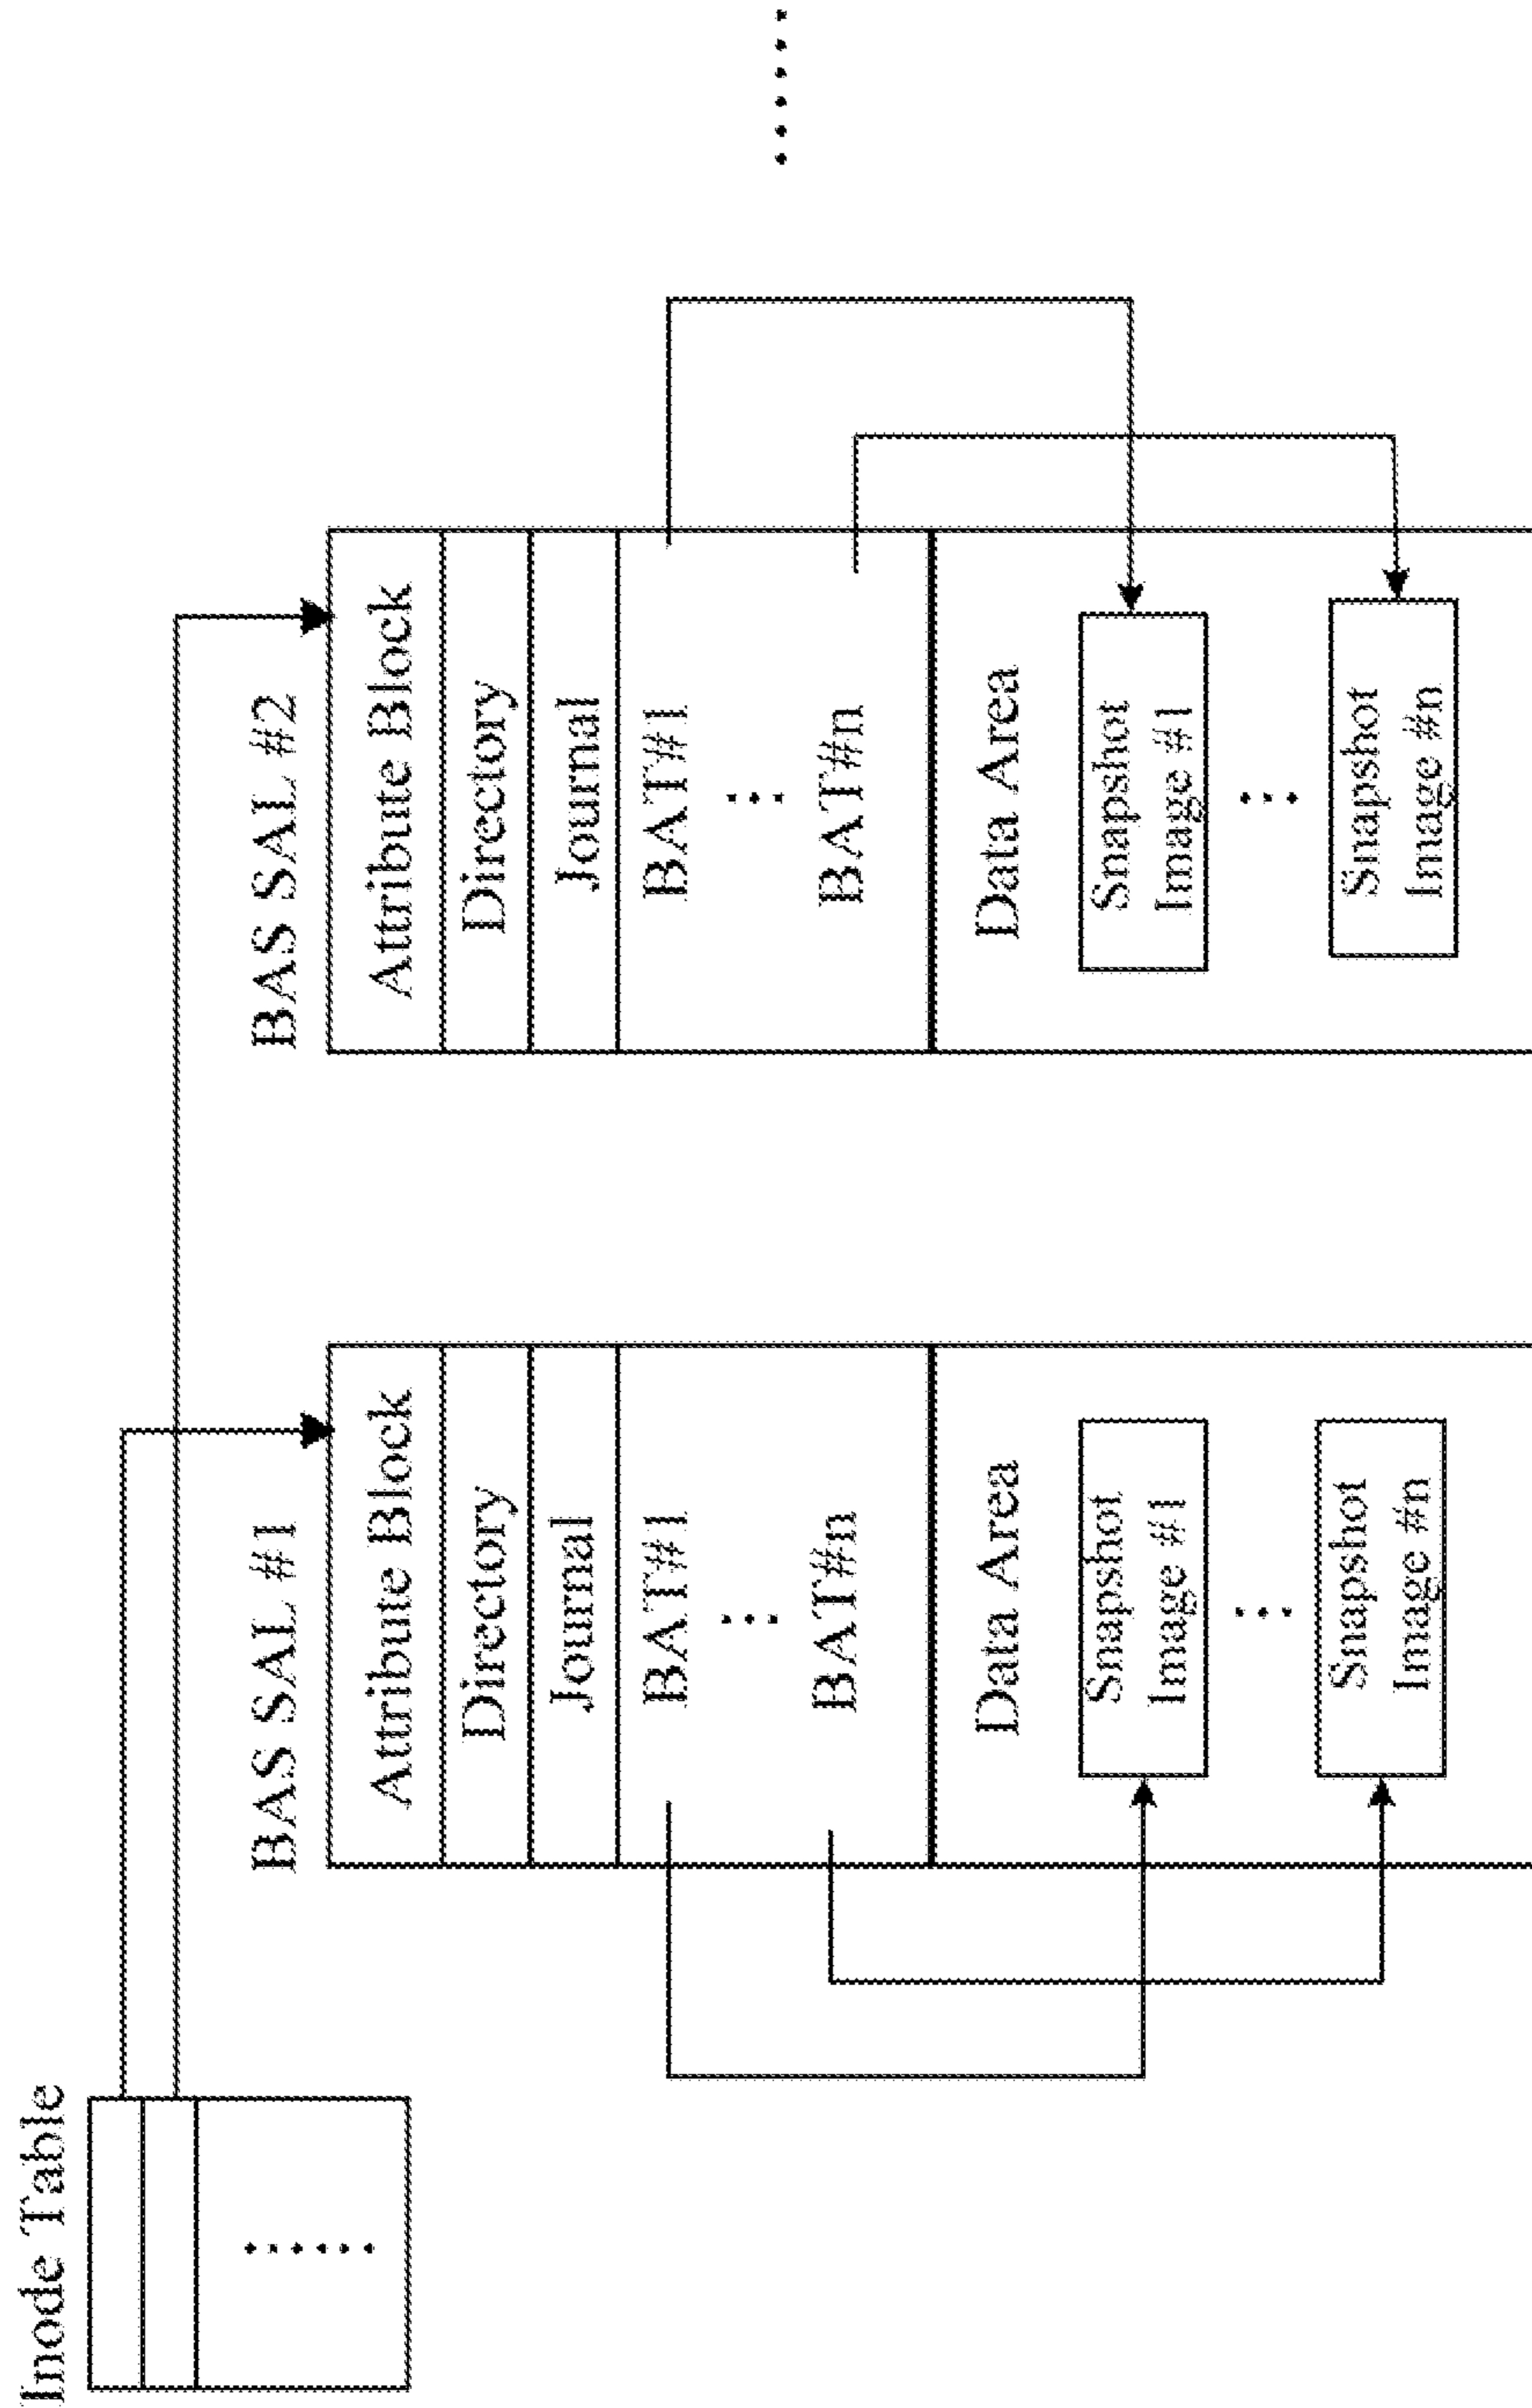 Inode Table
BAS SAL #1
Attribute Block
Directory
Journal
BAT#1
BAT#n
Data Area
Snapshot
Image #1
Snapshot
Image #n
BAS SAL #2
Attribute Block
Directory
Journal
BAT#1
BAT#n
Data Area
Snapshot
Image #1
Snapshot
Image #n